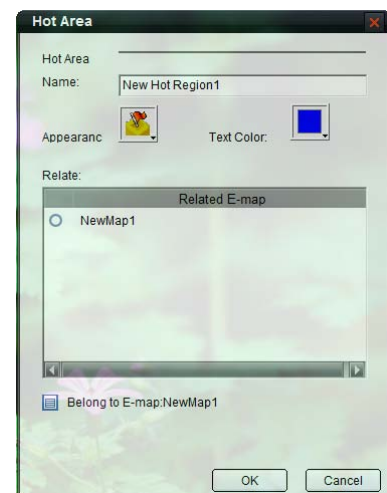 Hot Area
Hot Area
Name: New Hot Region1
Appearanc Text Color:
Relate:
Related E-map
NewMap1
Belong to E-map:NewMap1
OK Cancel